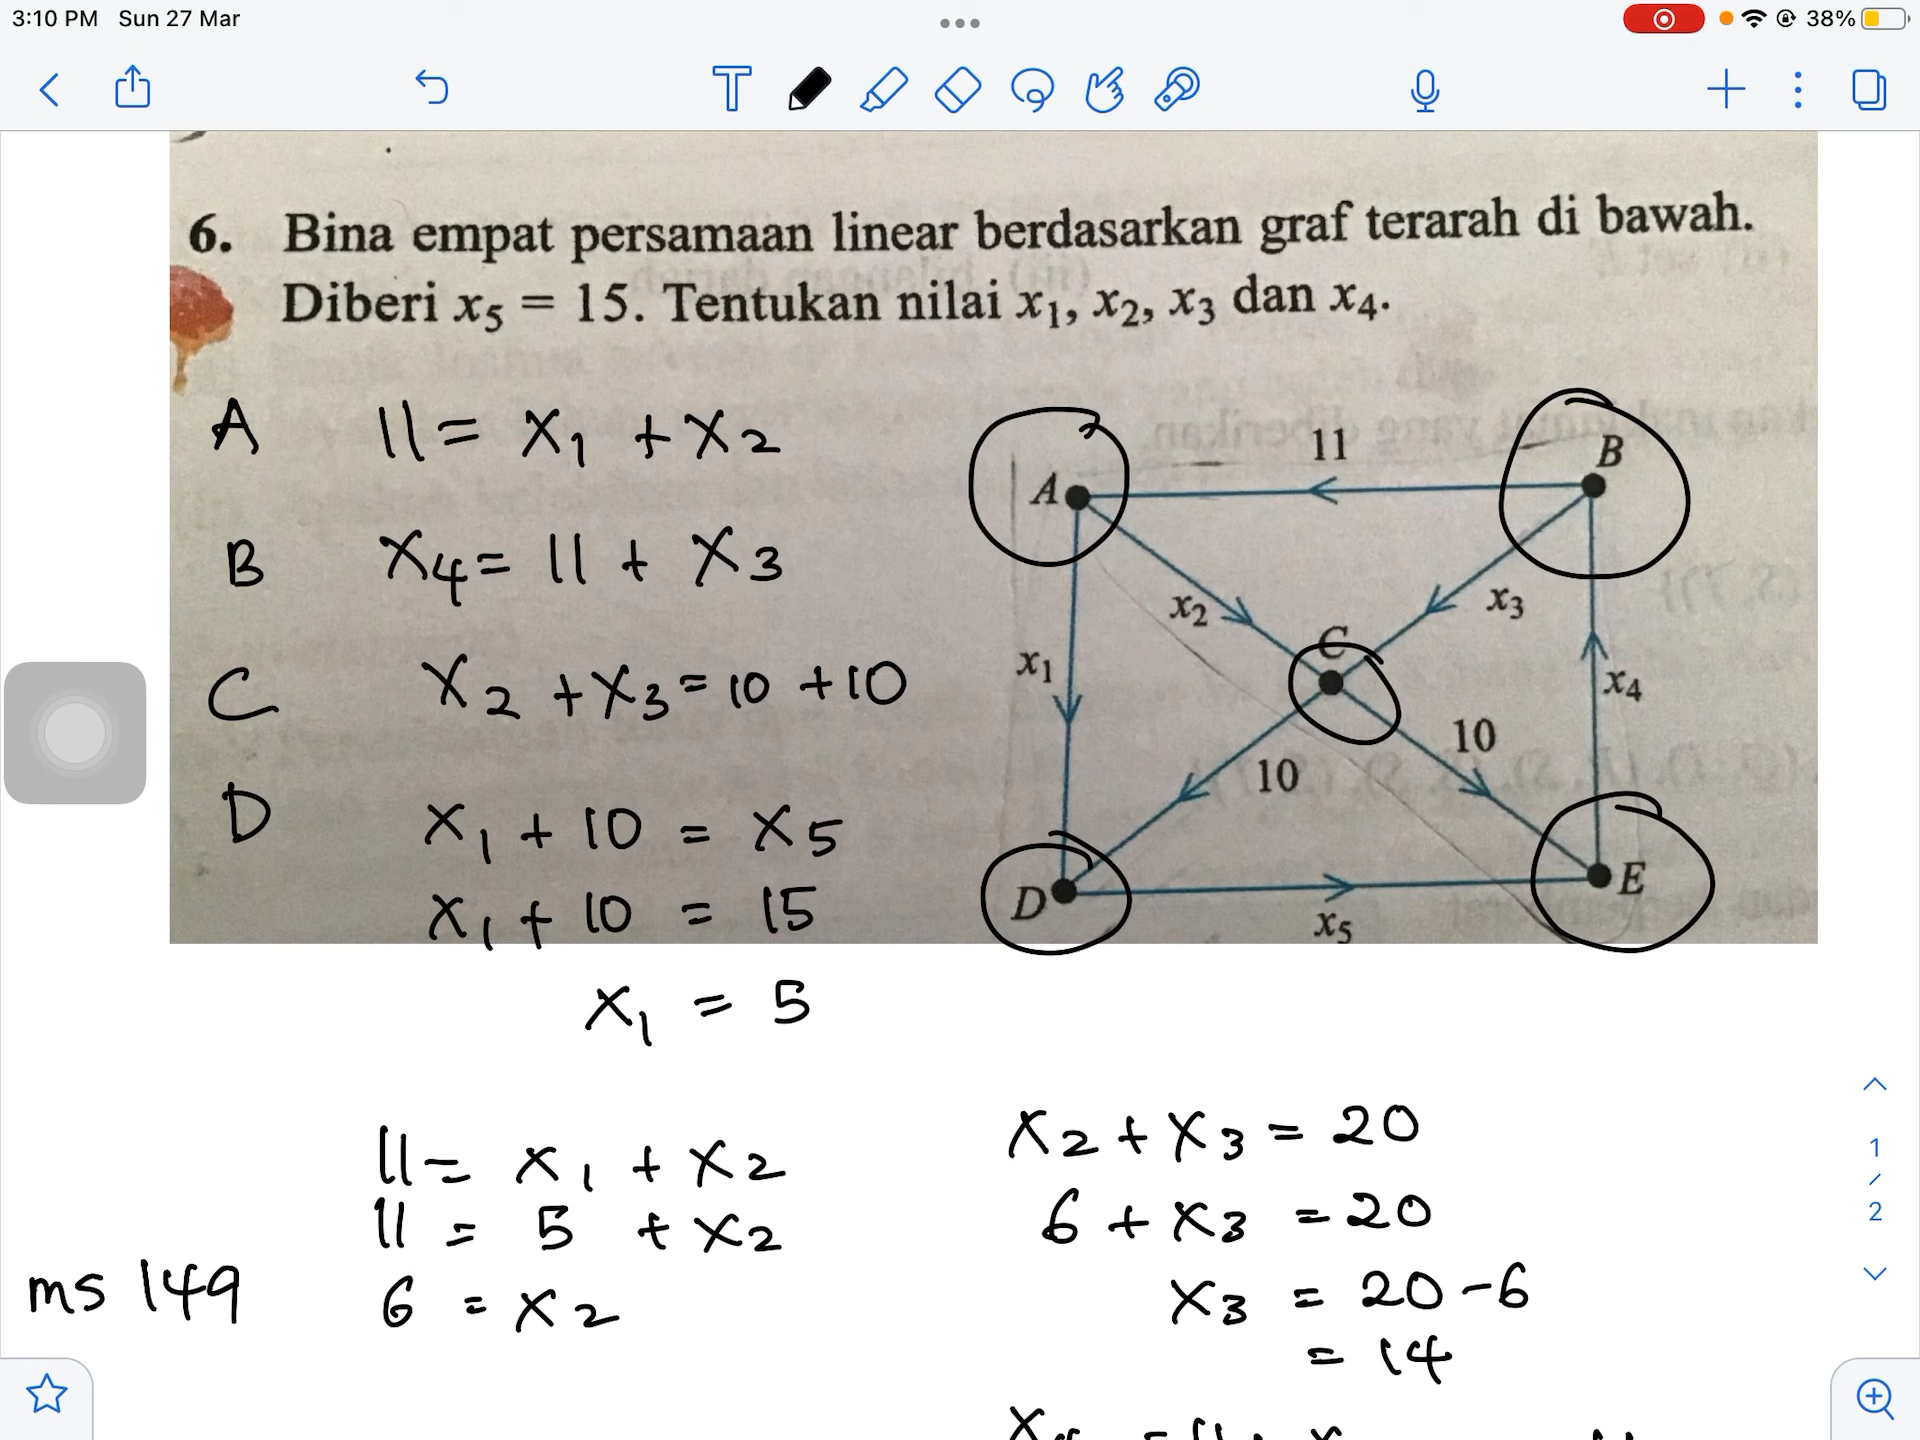 3:10 PM Sun 27 Mar
38%
6. Bina empat persamaan linear berdasarkan graf terarah di bawah.
Diberi x₅ = 15. Tentukan nilai x₁, x₂, x₃ dan x₄.
A 11 = x₁ + x₂
B x₄ = 11 + x₃
C x₂ + x₃ = 10 + 10
D x₁ + 10 = x₅
x₁ + 10 = 15
x₁ = 5
11
A
B
x₂
x₃
C
x₁
x₄
10
10
D
E
x₅
11 = x₁ + x₂
11 = 5 + x₂
6 = x₂
ms 149
x₂ + x₃ = 20
6 + x₃ = 20
x₃ = 20 - 6
= 14
1
/
2